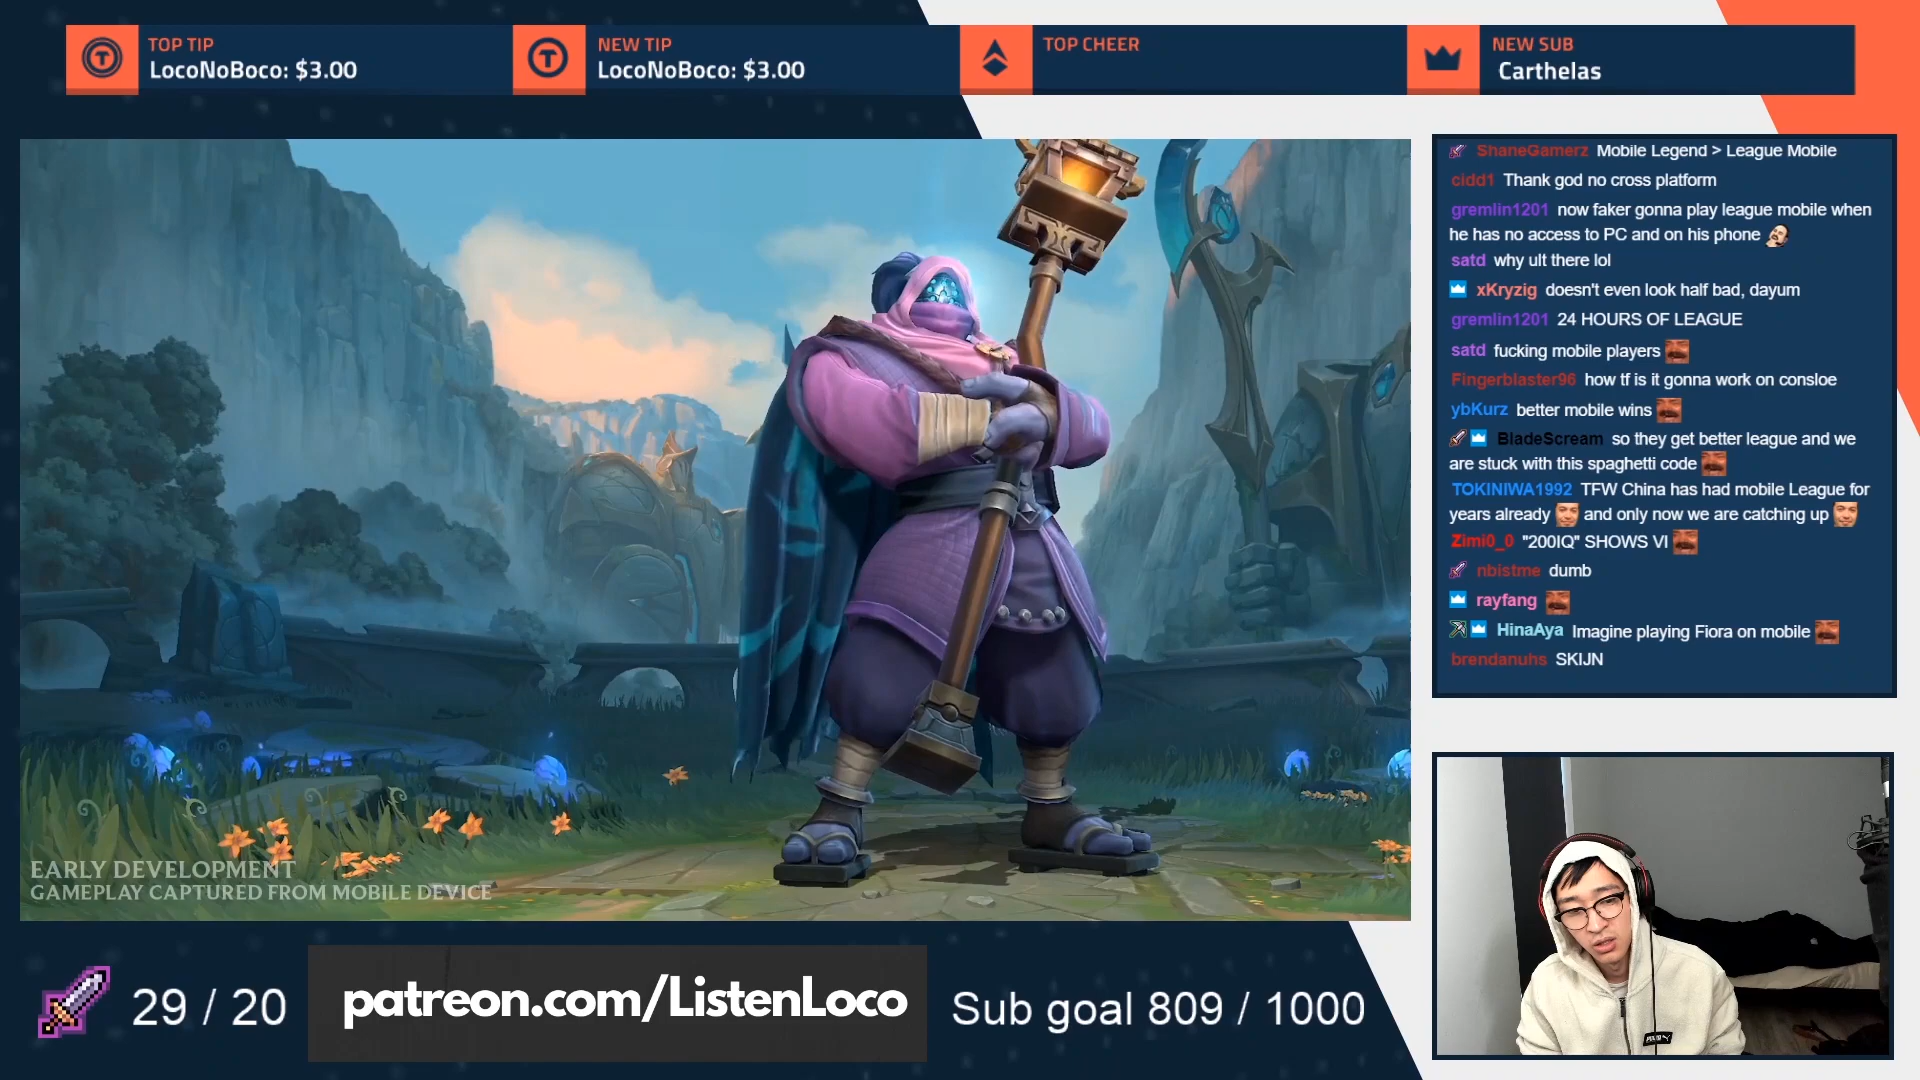 TOP TIP
LocoNoBoco: $3.00
NEW TIP
LocoNoBoco: $3.00
TOP CHEER
NEW SUB
Carthelas
ShaneGamerz Mobile Legend > League Mobile
cidd1 Thank god no cross platform
gremlin1201 now faker gonna play league mobile when
he has no access to PC and on his phone
satd why ult there lol
xKryzig doesn't even look half bad, dayum
gremlin1201 24 HOURS OF LEAGUE
satd fucking mobile players
Fingerblaster96 how tf is it gonna work on consloe
ybKurz better mobile wins
BladeScream so they get better league and we
are stuck with this spaghetti code
TOKINIWA1992 TFW China has had mobile League for
years already and only now we are catching up
Zimi0_0 "200IQ" SHOWS VI
nbistme dumb
rayfang
HinaAya Imagine playing Fiora on mobile
brendanuhs SKIJN
EARLY DEVELOPMENT
GAMEPLAY CAPTURED FROM MOBILE DEVICE
29 / 20
patreon.com/ListenLoco
Sub goal 809 / 1000